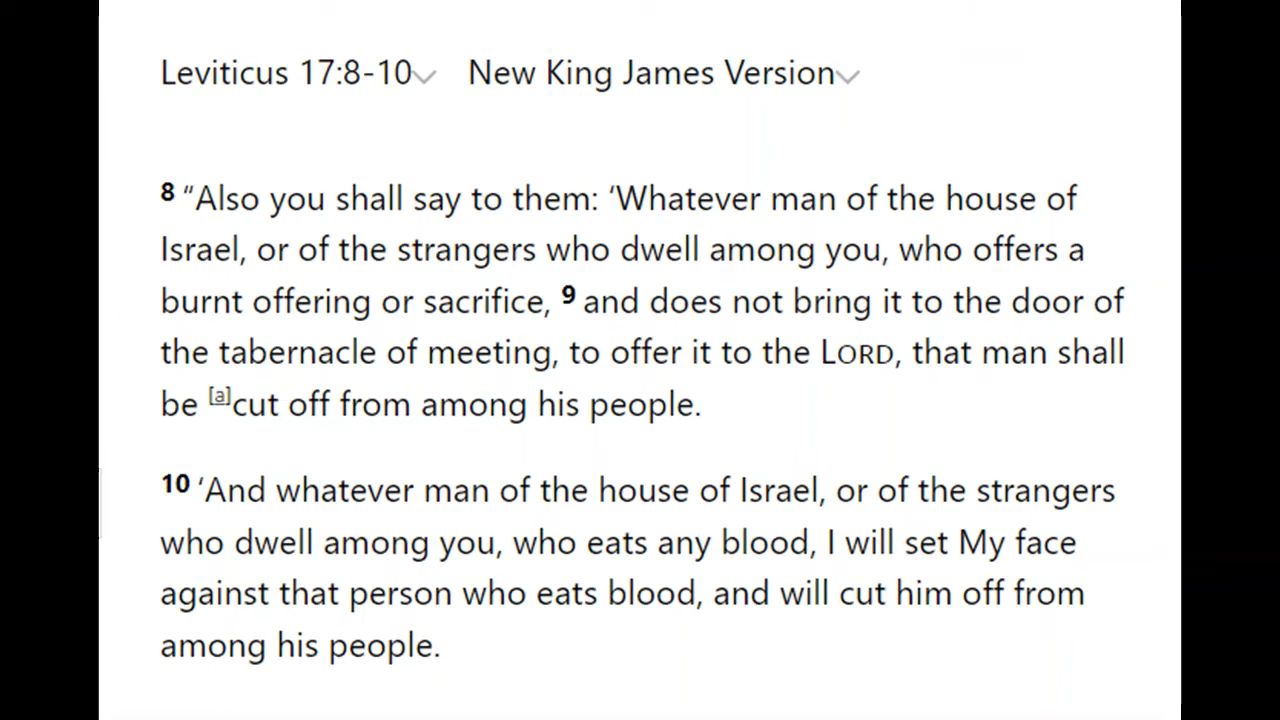 Leviticus 17:8-10 New King James Version
8 “Also you shall say to them: ‘Whatever man of the house of
Israel, or of the strangers who dwell among you, who offers a
burnt offering or sacrifice, 9 and does not bring it to the door of
the tabernacle of meeting, to offer it to the LORD, that man shall
be [a]cut off from among his people.
10 ‘And whatever man of the house of Israel, or of the strangers
who dwell among you, who eats any blood, I will set My face
against that person who eats blood, and will cut him off from
among his people.